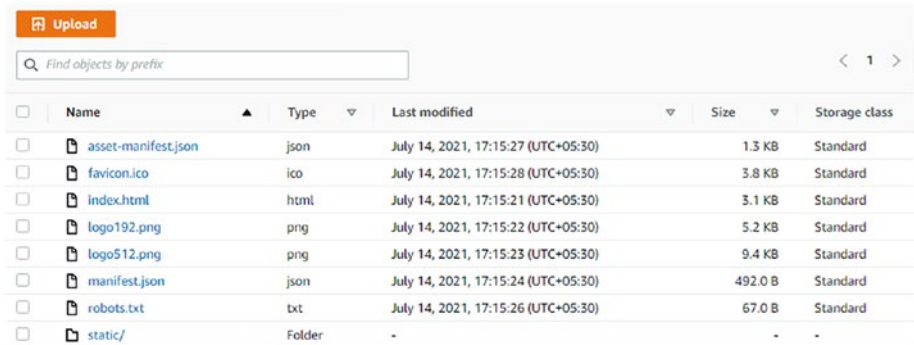 Upload
Find objects by prefix
< 1 >
Name Type Last modified Size Storage class
asset-manifest.json json July 14, 2021, 17:15:27 (UTC+05:30) 1.3 KB Standard
favicon.ico ico July 14, 2021, 17:15:28 (UTC+05:30) 3.8 KB Standard
index.html html July 14, 2021, 17:15:21 (UTC+05:30) 3.1 KB Standard
logo192.png png July 14, 2021, 17:15:22 (UTC+05:30) 5.2 KB Standard
logo512.png png July 14, 2021, 17:15:23 (UTC+05:30) 9.4 KB Standard
manifest.json json July 14, 2021, 17:15:24 (UTC+05:30) 492.0 B Standard
robots.txt txt July 14, 2021, 17:15:26 (UTC+05:30) 67.0 B Standard
static/ Folder - - -